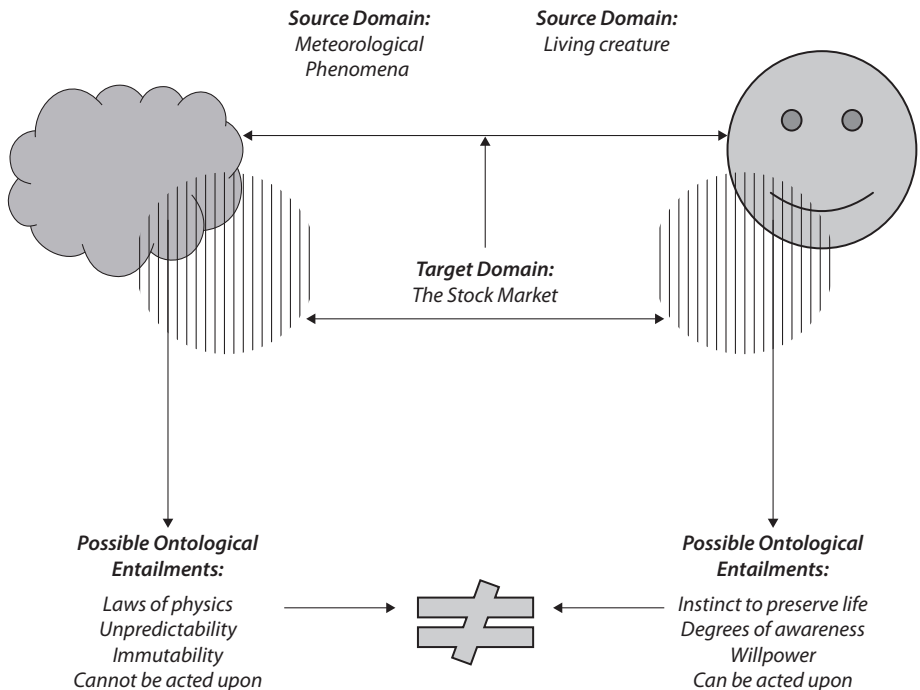 Source Domain:
Meteorological
Phenomena
Source Domain:
Living creature
Target Domain:
The Stock Market
Possible Ontological
Entailments:
Laws of physics
Unpredictability
Immutability
Cannot be acted upon
Possible Ontological
Entailments:
Instinct to preserve life
Degrees of awareness
Willpower
Can be acted upon